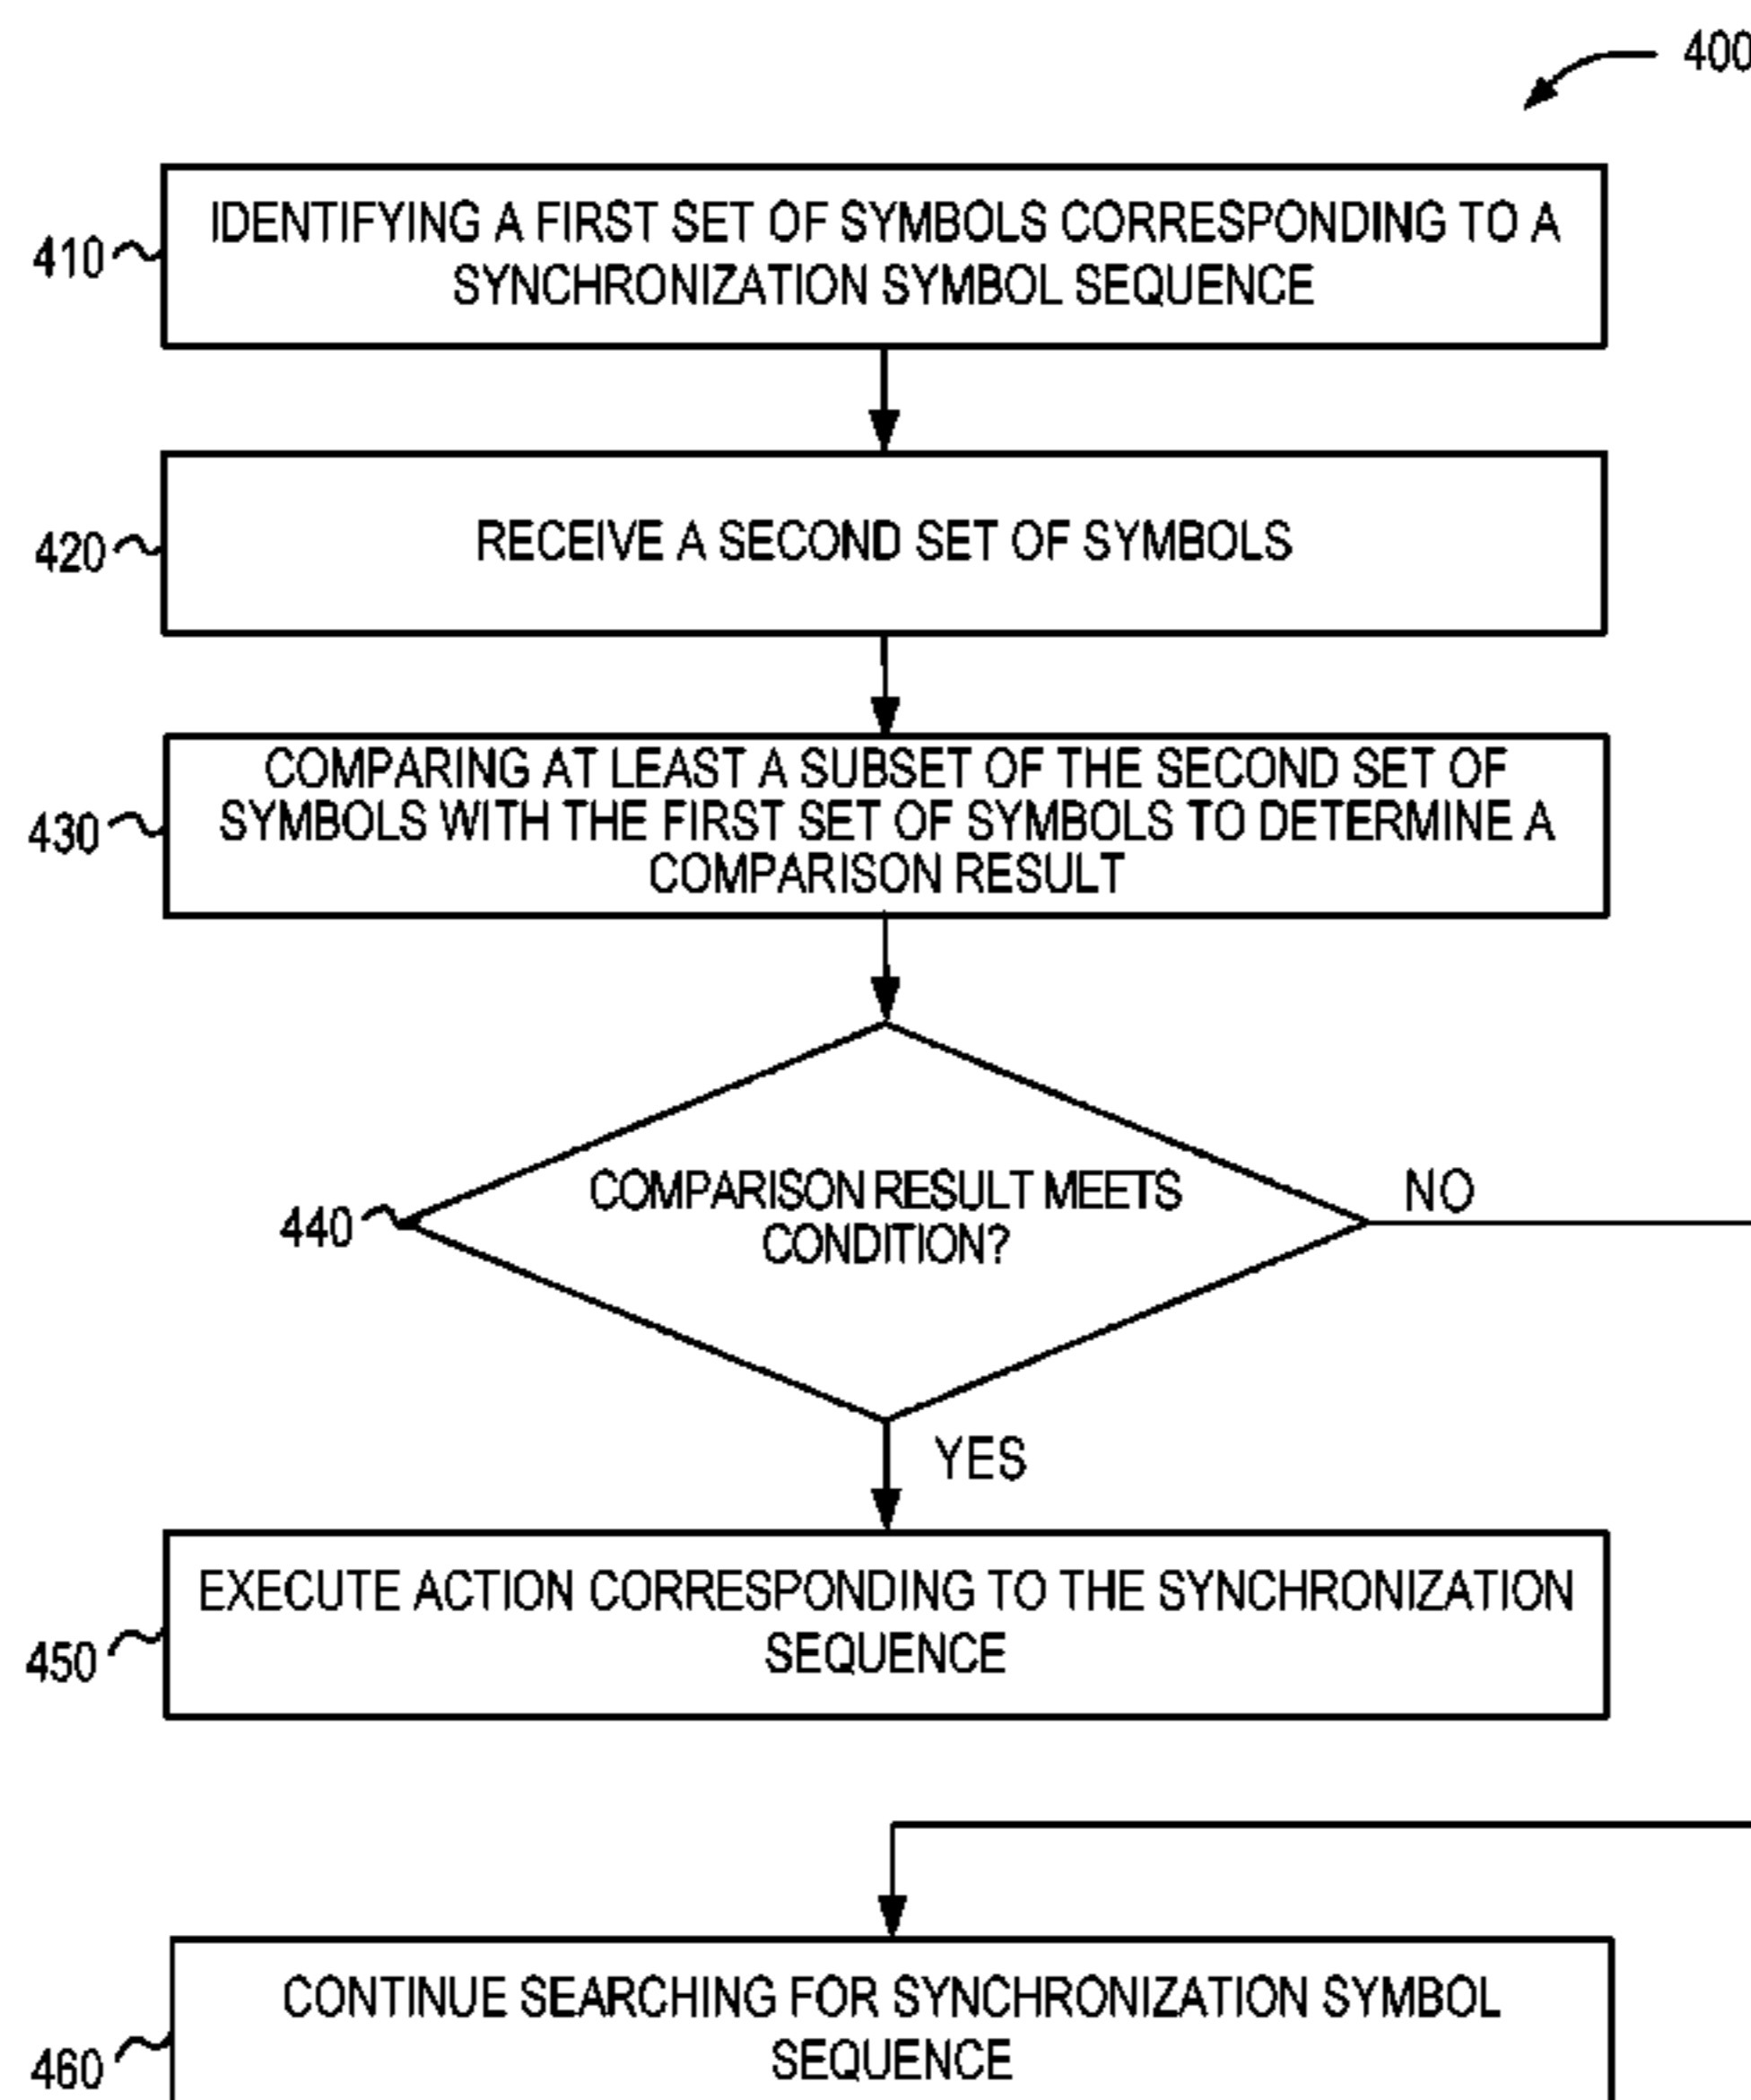 400
IDENTIFYING A FIRST SET OF SYMBOLS CORRESPONDING TO A
SYNCHRONIZATION SYMBOL SEQUENCE
410
RECEIVE A SECOND SET OF SYMBOLS
420
COMPARING AT LEAST A SUBSET OF THE SECOND SET OF
SYMBOLS WITH THE FIRST SET OF SYMBOLS TO DETERMINE A
COMPARISON RESULT
430
COMPARISON RESULT MEETS
CONDITION?
440
NO
YES
EXECUTE ACTION CORRESPONDING TO THE SYNCHRONIZATION
SEQUENCE
450
CONTINUE SEARCHING FOR SYNCHRONIZATION SYMBOL
SEQUENCE
460